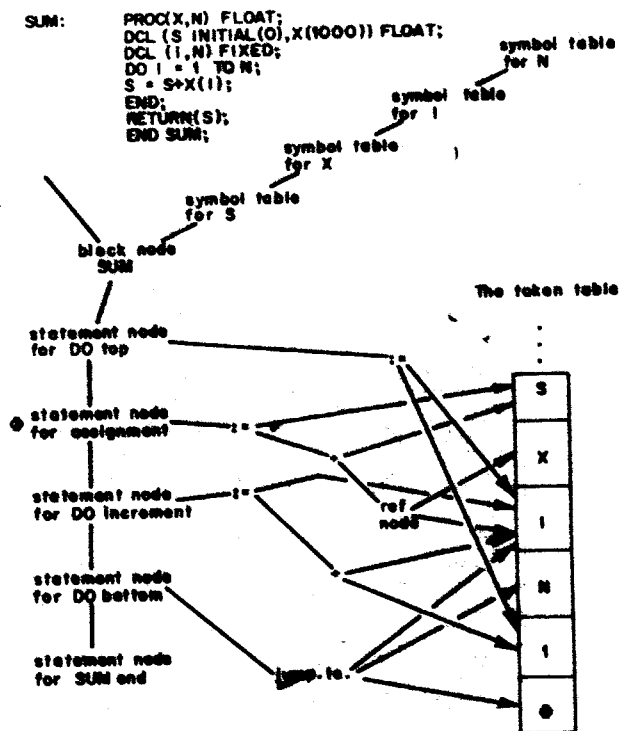 SUM: PROC(X,N) FLOAT;
DCL (S INITIAL(0),X(1000)) FLOAT;
DCL (I,N) FIXED;
DO I = 1 TO N;
S = S+X(I);
END;
RETURN(S);
END SUM;
symbol table
for N
symbol table
for I
symbol table
for X
symbol table
for S
block node
SUM
The token table
statement node
for DO top
:=
S
statement node
for assignment
:=
+
X
statement node
for DO increment
:=
ref
node
I
statement node
for DO bottom
+
N
statement node
for SUM end
jump.le.
1